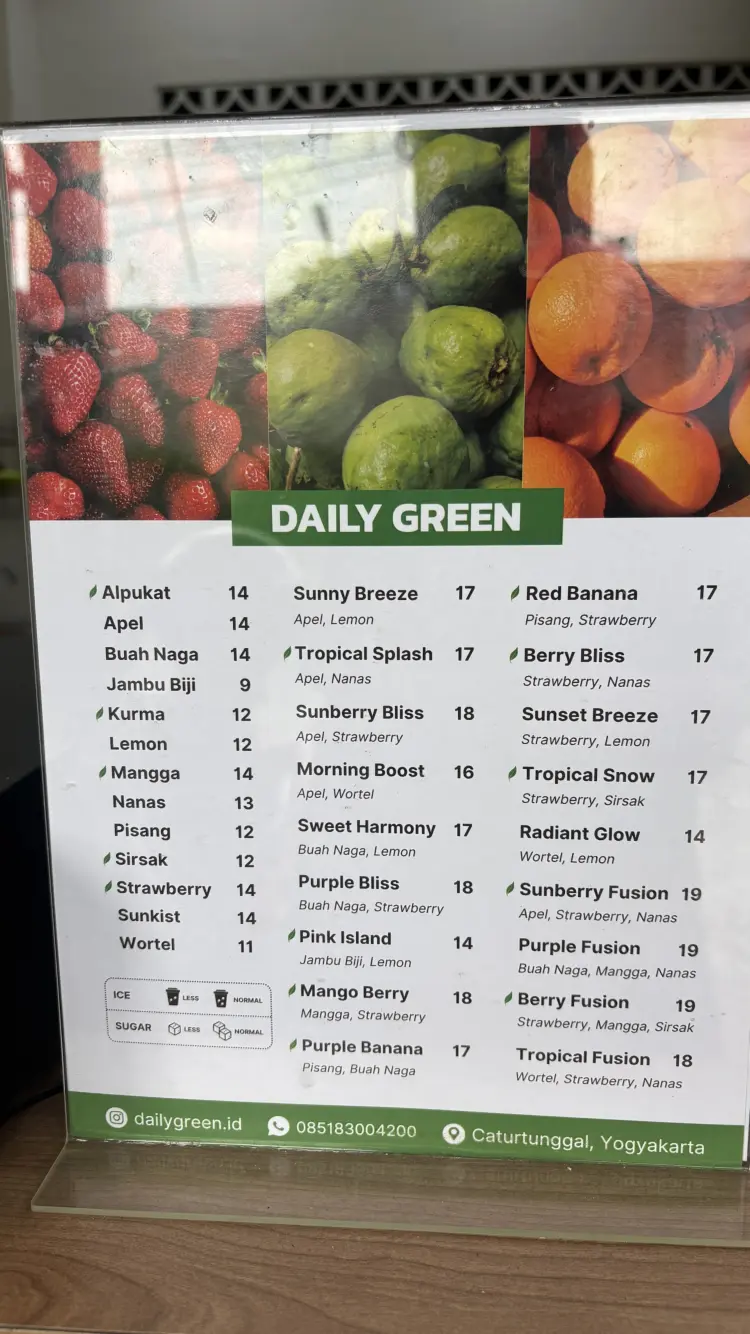 DAILY GREEN
Alpukat 14
Apel 14
Buah Naga 14
Jambu Biji 9
Kurma 12
Lemon 12
Mangga 14
Nanas 13
Pisang 12
Sirsak 12
Strawberry 14
Sunkist 14
Wortel 11
ICE LESS NORMAL
SUGAR LESS NORMAL
Sunny Breeze 17
Apel, Lemon
Tropical Splash 17
Apel, Nanas
Sunberry Bliss 18
Apel, Strawberry
Morning Boost 16
Apel, Wortel
Sweet Harmony 17
Buah Naga, Lemon
Purple Bliss 18
Buah Naga, Strawberry
Pink Island 14
Jambu Biji, Lemon
Mango Berry 18
Mangga, Strawberry
Purple Banana 17
Pisang, Buah Naga
Red Banana 17
Pisang, Strawberry
Berry Bliss 17
Strawberry, Nanas
Sunset Breeze 17
Strawberry, Lemon
Tropical Snow 17
Strawberry, Sirsak
Radiant Glow 14
Wortel, Lemon
Sunberry Fusion 19
Apel, Strawberry, Nanas
Purple Fusion 19
Buah Naga, Mangga, Nanas
Berry Fusion 19
Strawberry, Mangga, Sirsak
Tropical Fusion 18
Wortel, Strawberry, Nanas
dailygreen.id 085183004200 Caturtunggal, Yogyakarta